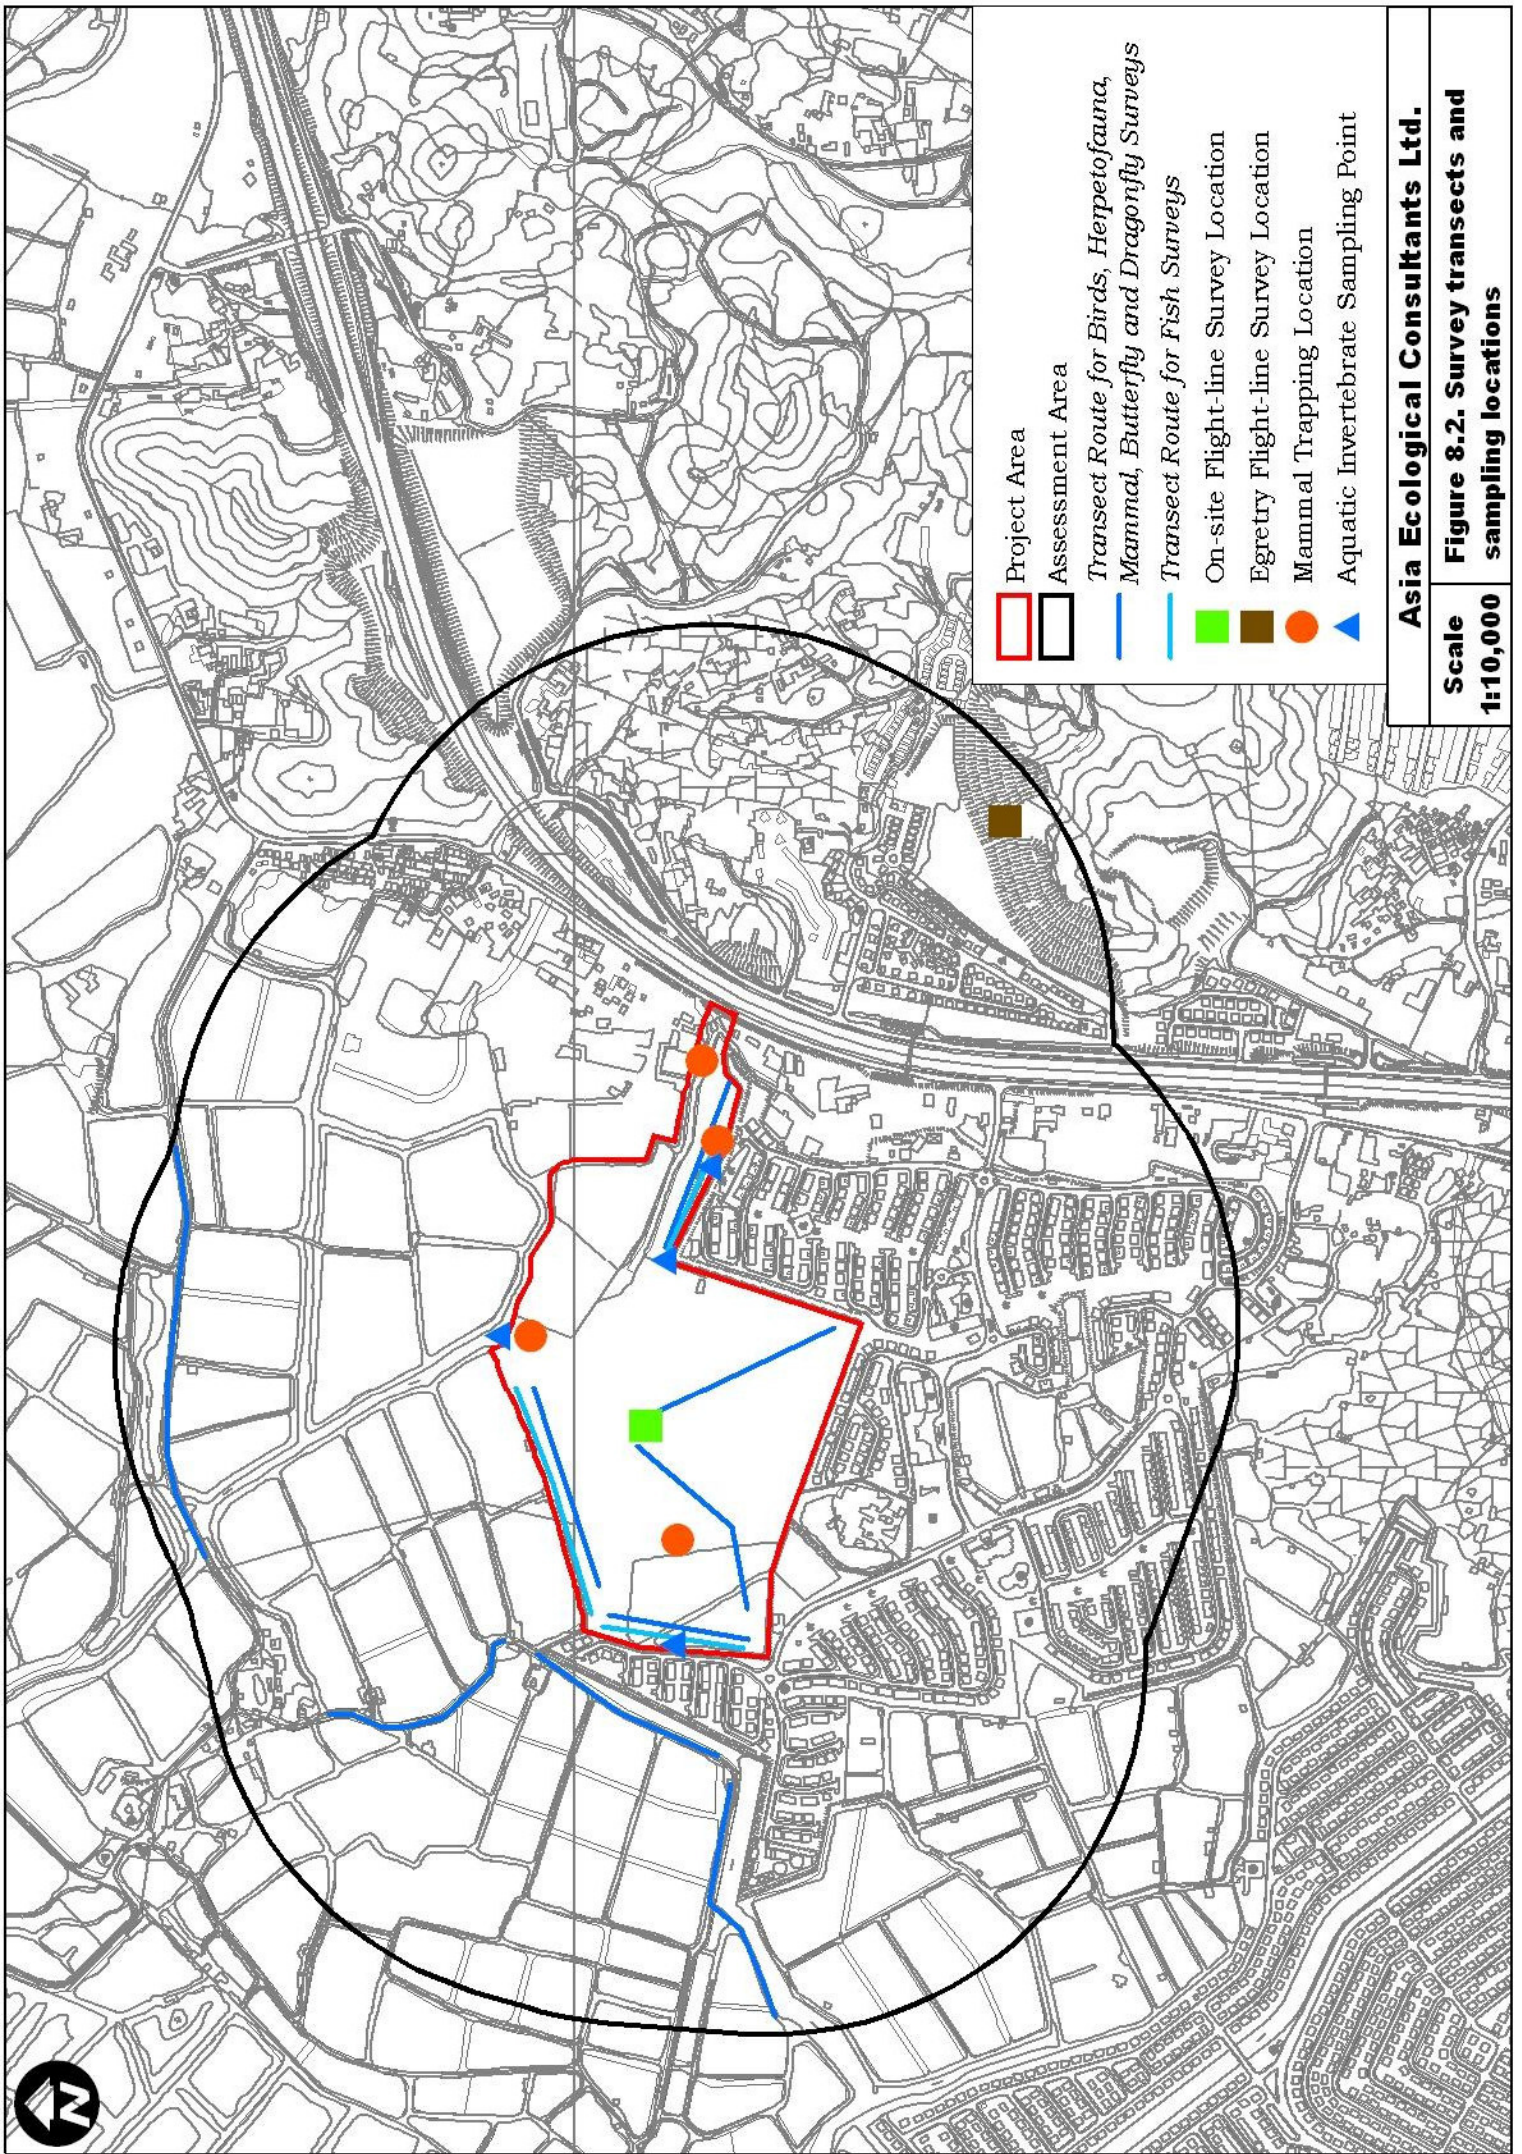 N
Project Area
Assessment Area
Transect Route for Birds, Herpetofauna,
Mammal, Butterfly and Dragonfly Surveys
Transect Route for Fish Surveys
On-site Flight-line Survey Location
Egretry Flight-line Survey Location
Mammal Trapping Location
Aquatic Invertebrate Sampling Point
Asia Ecological Consultants Ltd.
Scale
1:10,000
Figure 8.2. Survey transects and
sampling locations